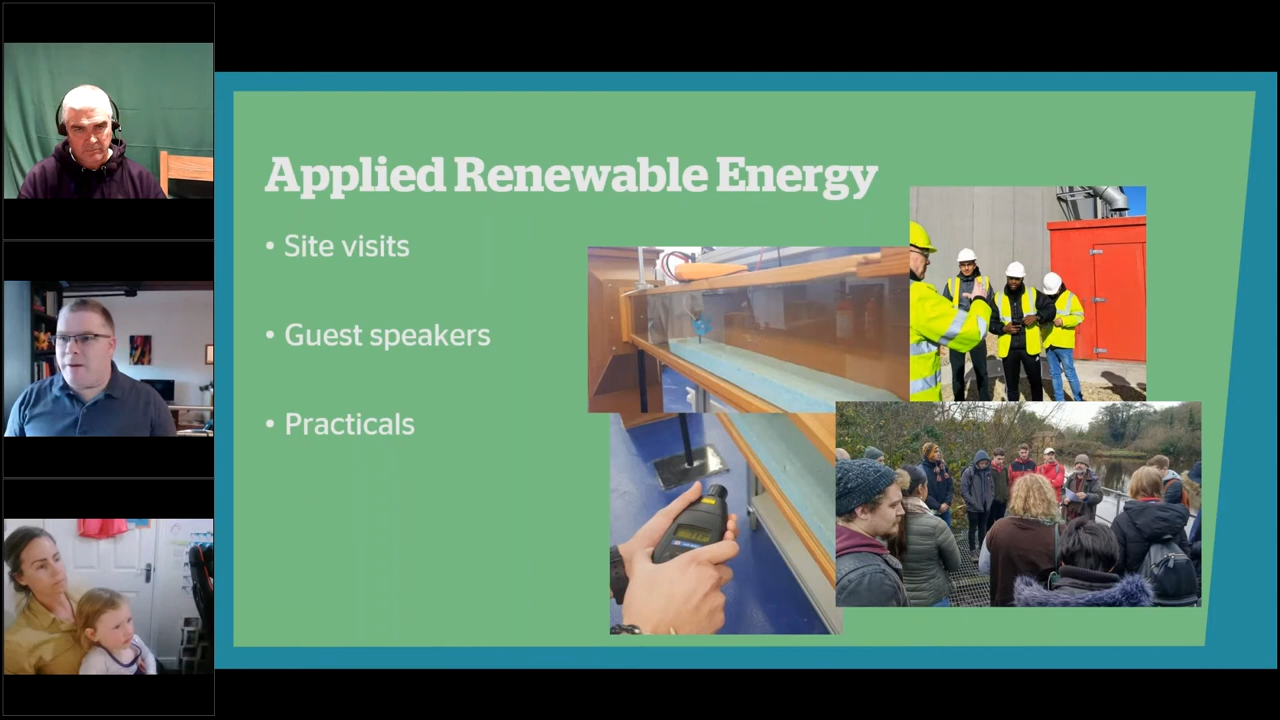 Applied Renewable Energy
• Site visits
• Guest speakers
• Practicals